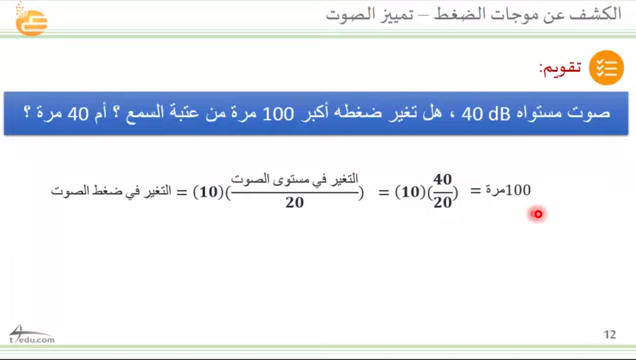 الكشف عن موجات الضغط – تمييز الصوت
تقويم:
صوت مستواه 40 dB ، هل تغير ضغطه أكبر 100 مرة من عتبة السمع ؟ أم 40 مرة ؟
التغير في ضغط الصوت = (10)(التغير في مستوى الصوت / 20) = (10)(40 / 20) = 100مرة
12